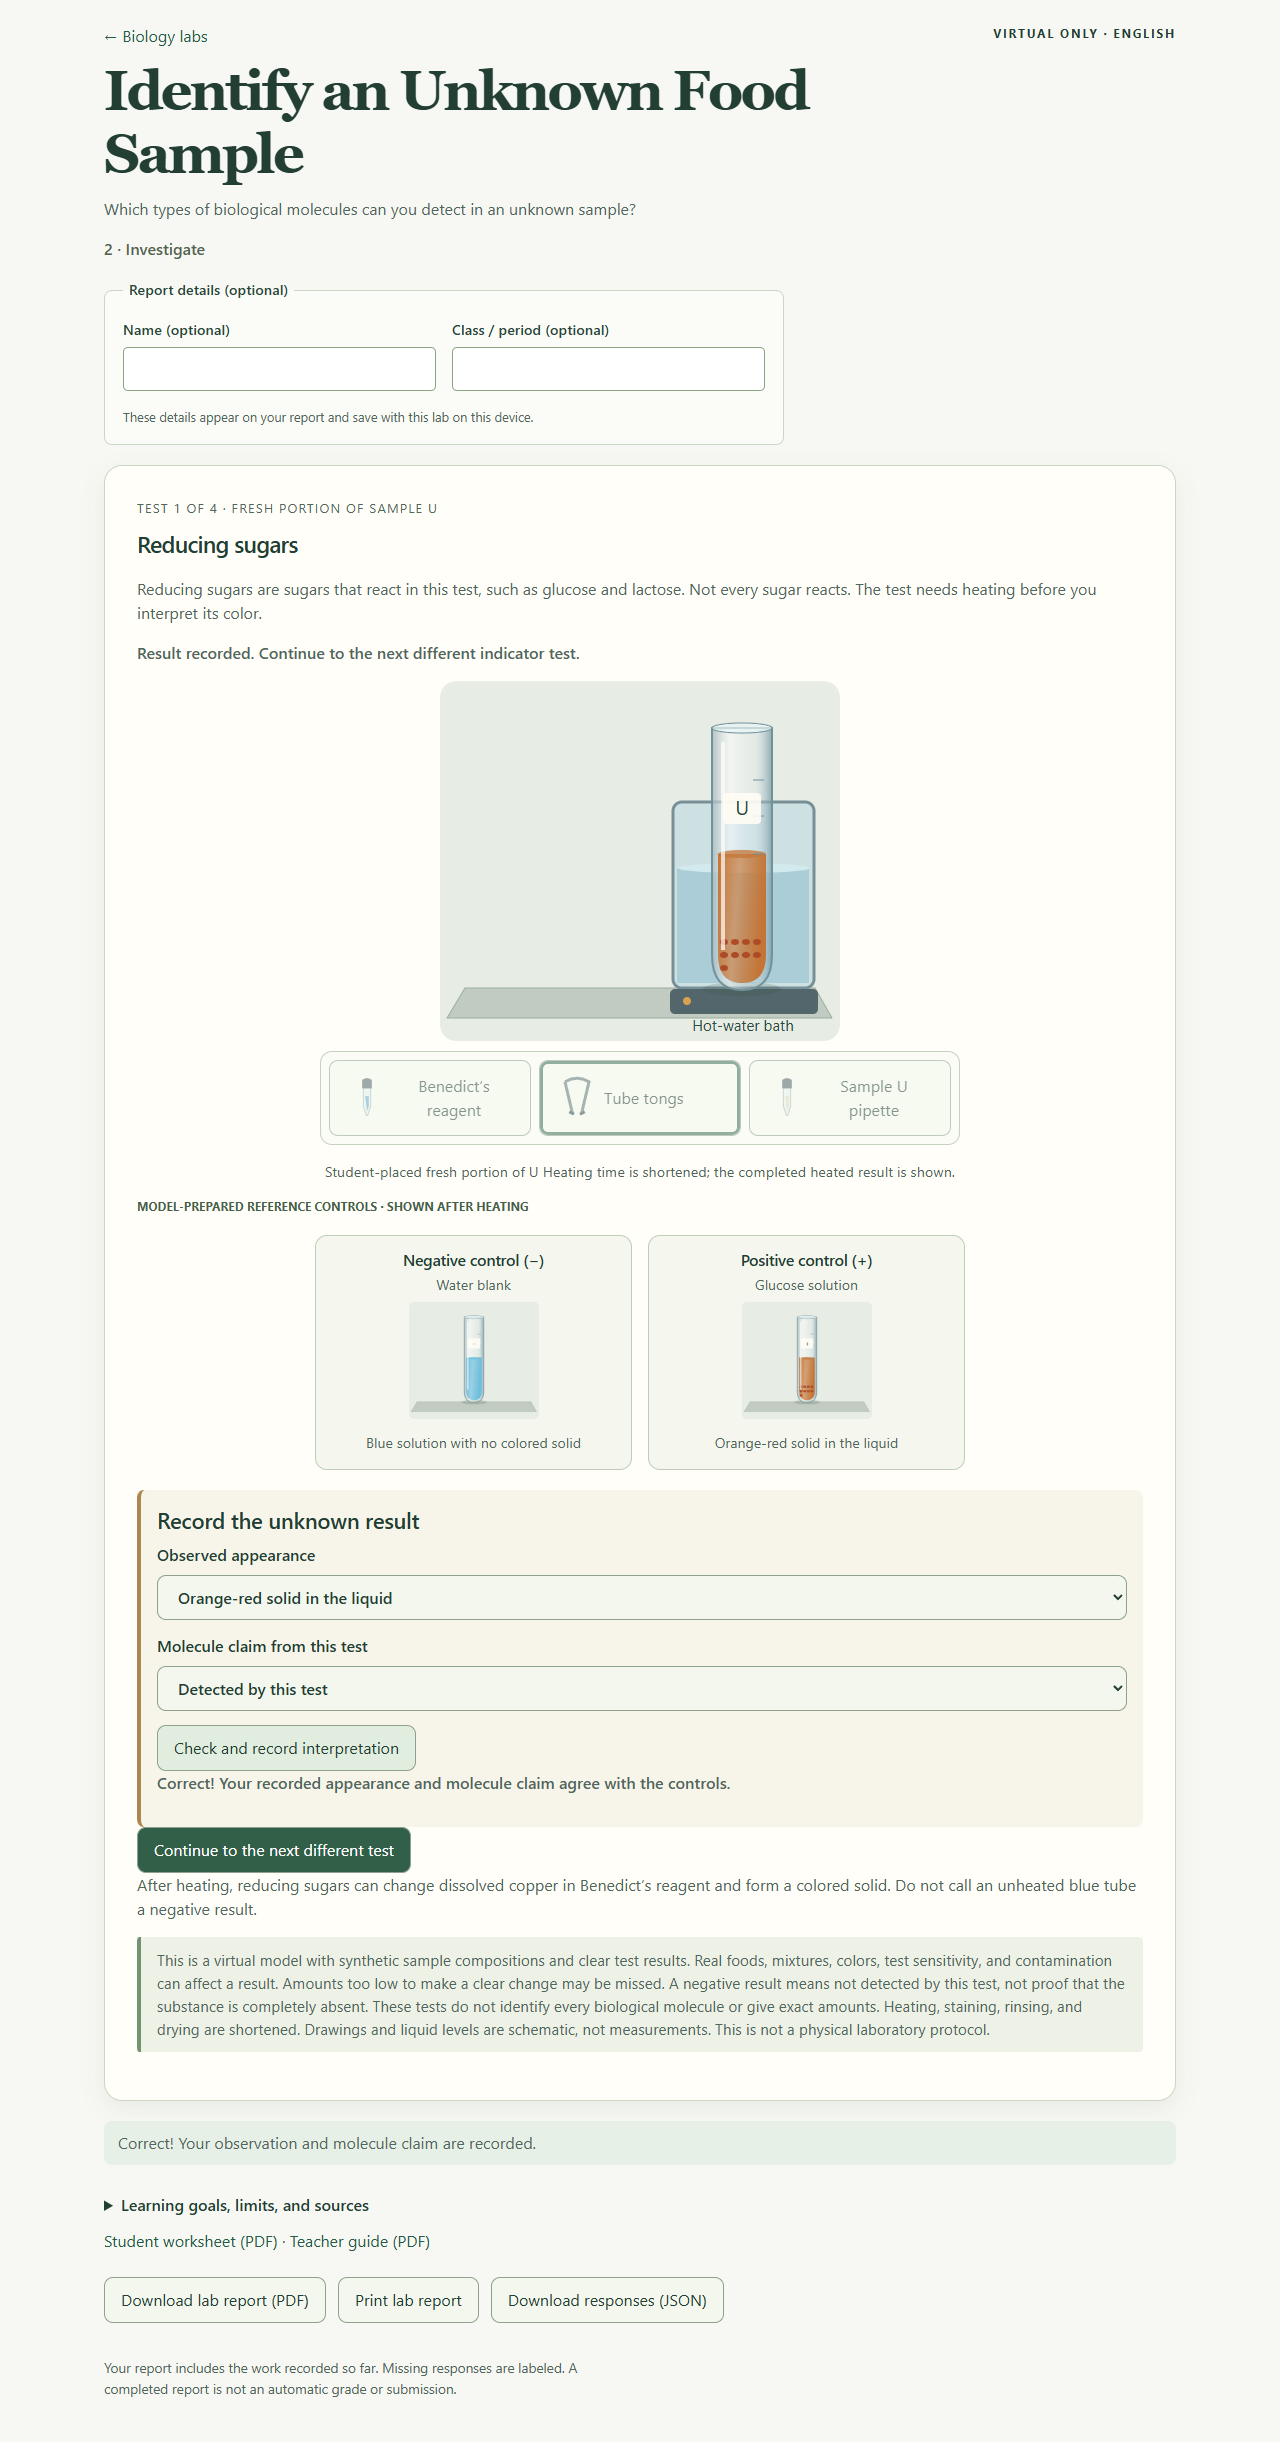 ← Biology labs
VIRTUAL ONLY · ENGLISH
Identify an Unknown Food
Sample
Which types of biological molecules can you detect in an unknown sample?
2 · Investigate
Report details (optional)
Name (optional)
Class / period (optional)
These details appear on your report and save with this lab on this device.
TEST 1 OF 4 · FRESH PORTION OF SAMPLE U
Reducing sugars
Reducing sugars are sugars that react in this test, such as glucose and lactose. Not every sugar reacts. The test needs heating before you
interpret its color.
Result recorded. Continue to the next different indicator test.
U
Hot-water bath
Benedict's
reagent
Tube tongs
Sample U
pipette
Student-placed fresh portion of U Heating time is shortened; the completed heated result is shown.
MODEL-PREPARED REFERENCE CONTROLS · SHOWN AFTER HEATING
Negative control (−)
Water blank
Blue solution with no colored solid
Positive control (+)
Glucose solution
Orange-red solid in the liquid
Record the unknown result
Observed appearance
Orange-red solid in the liquid
Molecule claim from this test
Detected by this test
Check and record interpretation
Correct! Your recorded appearance and molecule claim agree with the controls.
Continue to the next different test
After heating, reducing sugars can change dissolved copper in Benedict's reagent and form a colored solid. Do not call an unheated blue tube
a negative result.
This is a virtual model with synthetic sample compositions and clear test results. Real foods, mixtures, colors, test sensitivity, and contamination
can affect a result. Amounts too low to make a clear change may be missed. A negative result means not detected by this test, not proof that the
substance is completely absent. These tests do not identify every biological molecule or give exact amounts. Heating, staining, rinsing, and
drying are shortened. Drawings and liquid levels are schematic, not measurements. This is not a physical laboratory protocol.
Correct! Your observation and molecule claim are recorded.
▶ Learning goals, limits, and sources
Student worksheet (PDF) · Teacher guide (PDF)
Download lab report (PDF)
Print lab report
Download responses (JSON)
Your report includes the work recorded so far. Missing responses are labeled. A
completed report is not an automatic grade or submission.